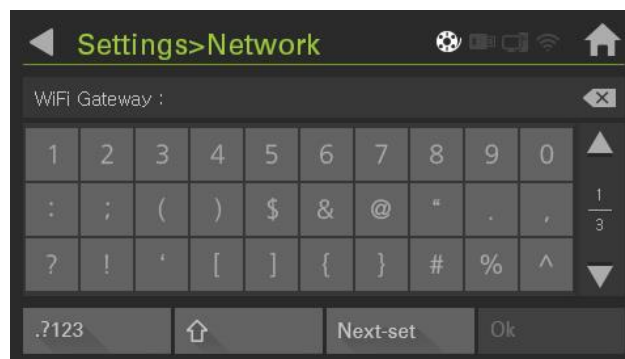 Settings>Network
WiFi Gateway :
1 2 3 4 5 6 7 8 9 0
: ; ( ) $ & @ “ . ,
1
3
? ! ‘ [ ] { } # % ^
.?123 Next-set Ok